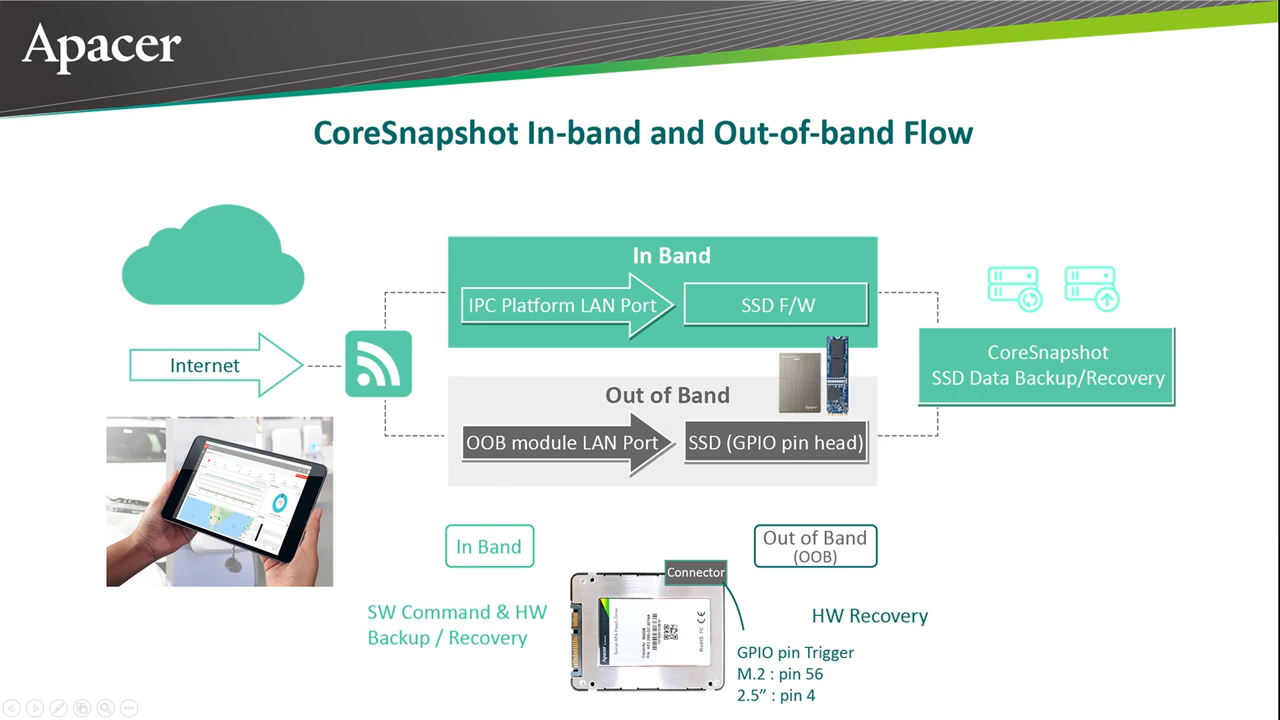 Apacer
CoreSnapshot In-band and Out-of-band Flow
In Band
IPC Platform LAN Port
SSD F/W
Internet
CoreSnapshot
SSD Data Backup/Recovery
Out of Band
OOB module LAN Port
SSD (GPIO pin head)
In Band
Out of Band
(OOB)
Connector
SW Command & HW
Backup / Recovery
HW Recovery
GPIO pin Trigger
M.2 : pin 56
2.5” : pin 4
Apacer